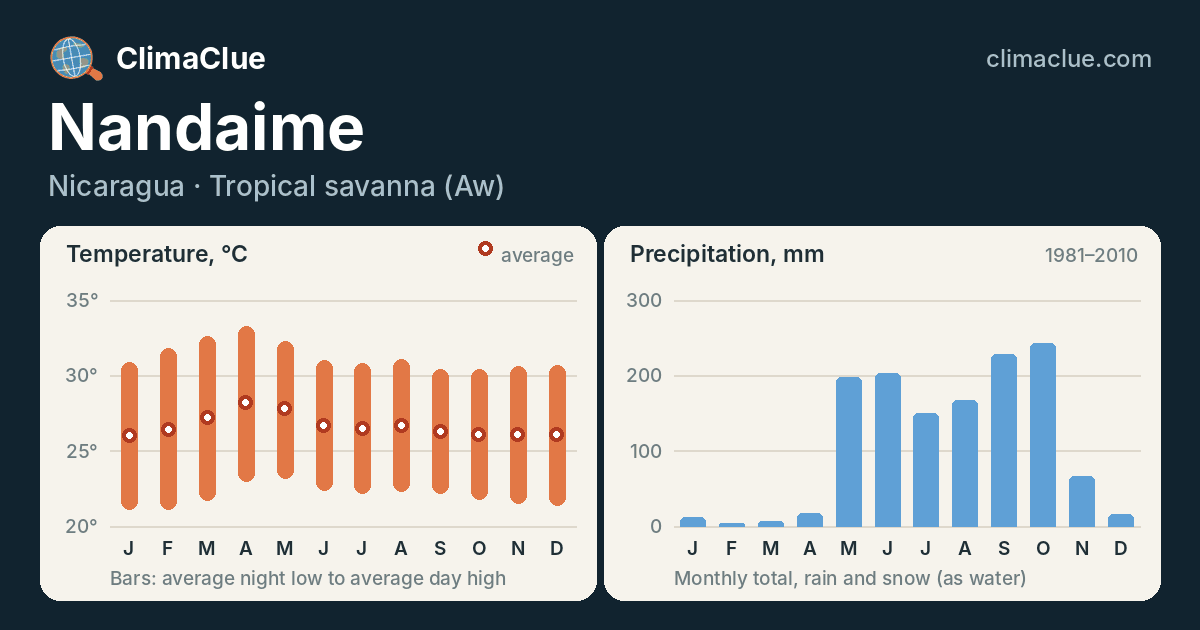 ClimaClue
climaclue.com
Nandaime
Nicaragua · Tropical savanna (Aw)
Temperature, °C
average
35°
30°
25°
20°
J F M A M J J A S O N D
Bars: average night low to average day high
Precipitation, mm
1981–2010
300
200
100
0
J F M A M J J A S O N D
Monthly total, rain and snow (as water)